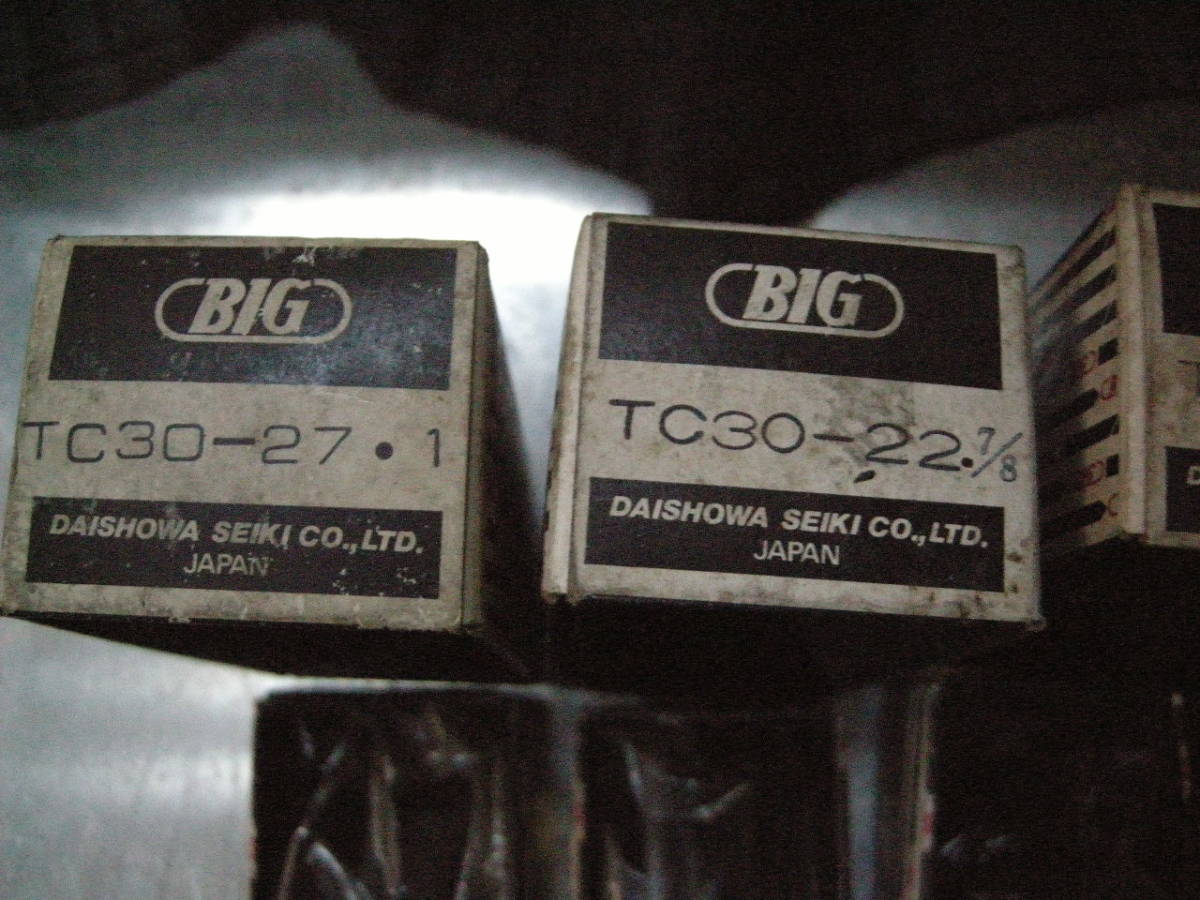 BIG
TC30-27•1
DAISHOWA SEIKI CO.,LTD.
JAPAN
BIG
TC30-22.7/8
DAISHOWA SEIKI CO.,LTD.
JAPAN